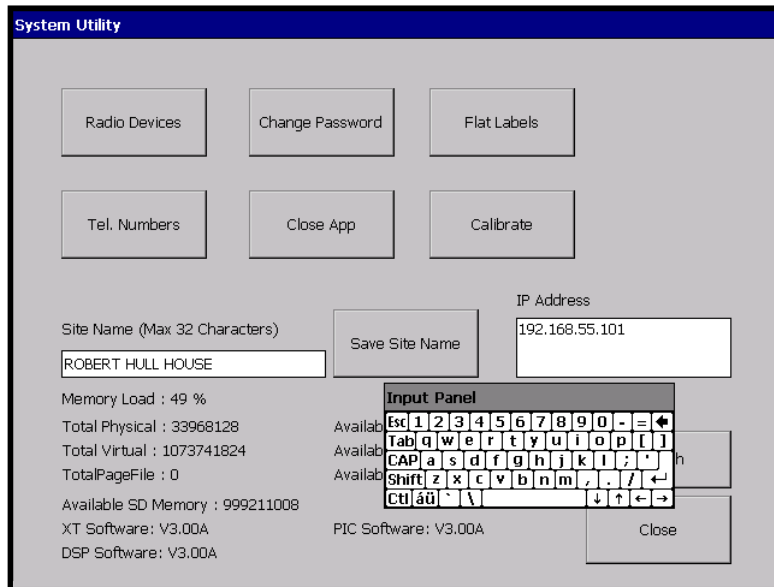 System Utility
Radio Devices
Change Password
Flat Labels
Tel. Numbers
Close App
Calibrate
IP Address
192.168.55.101
Site Name (Max 32 Characters)
Save Site Name
ROBERT HULL HOUSE
Memory Load : 49 %
Total Physical : 33968128
Total Virtual : 1073741824
TotalPageFile : 0
Available SD Memory : 999211008
XT Software: V3.00A
PIC Software: V3.00A
DSP Software: V3.00A
Input Panel
Esc 1 2 3 4 5 6 7 8 9 0 - =
Tab q w e r t y u i o p [ ]
CAP a s d f g h j k l ; '
Shift z x c v b n m , . /
Ctl áü ` \ ↓ ↑ ← →
Close